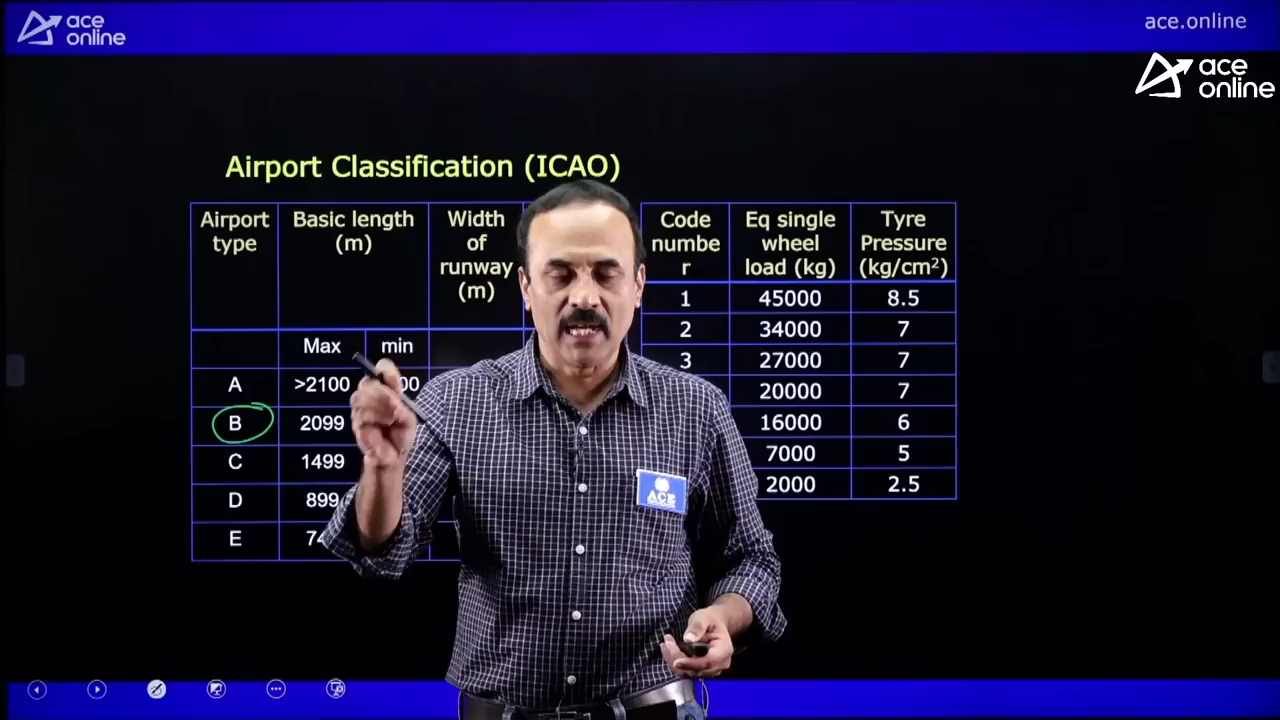 ace online
ace.online
ace online
Airport Classification (ICAO)
Airport type Basic length (m) Width of runway (m)
Max min
A >2100
B 2099
C 1499
D 899
E
Code numbe r Eq single wheel load (kg) Tyre Pressure (kg/cm²)
1 45000 8.5
2 34000 7
3 27000 7
20000 7
16000 6
7000 5
2000 2.5
ACE